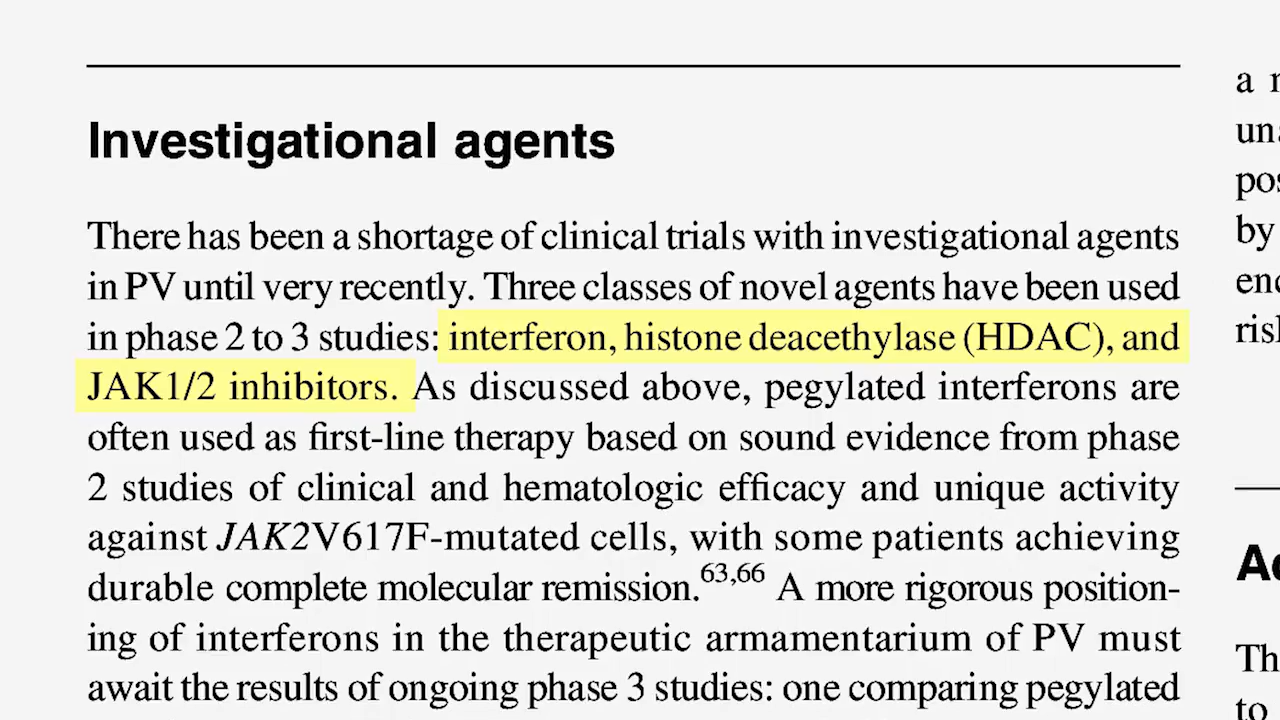 Investigational agents
There has been a shortage of clinical trials with investigational agents
in PV until very recently. Three classes of novel agents have been used
in phase 2 to 3 studies: interferon, histone deacethylase (HDAC), and
JAK1/2 inhibitors. As discussed above, pegylated interferons are
often used as first-line therapy based on sound evidence from phase
2 studies of clinical and hematologic efficacy and unique activity
against JAK2V617F-mutated cells, with some patients achieving
durable complete molecular remission.63,66 A more rigorous position-
ing of interferons in the therapeutic armamentarium of PV must
await the results of ongoing phase 3 studies: one comparing pegylated
a
by
to